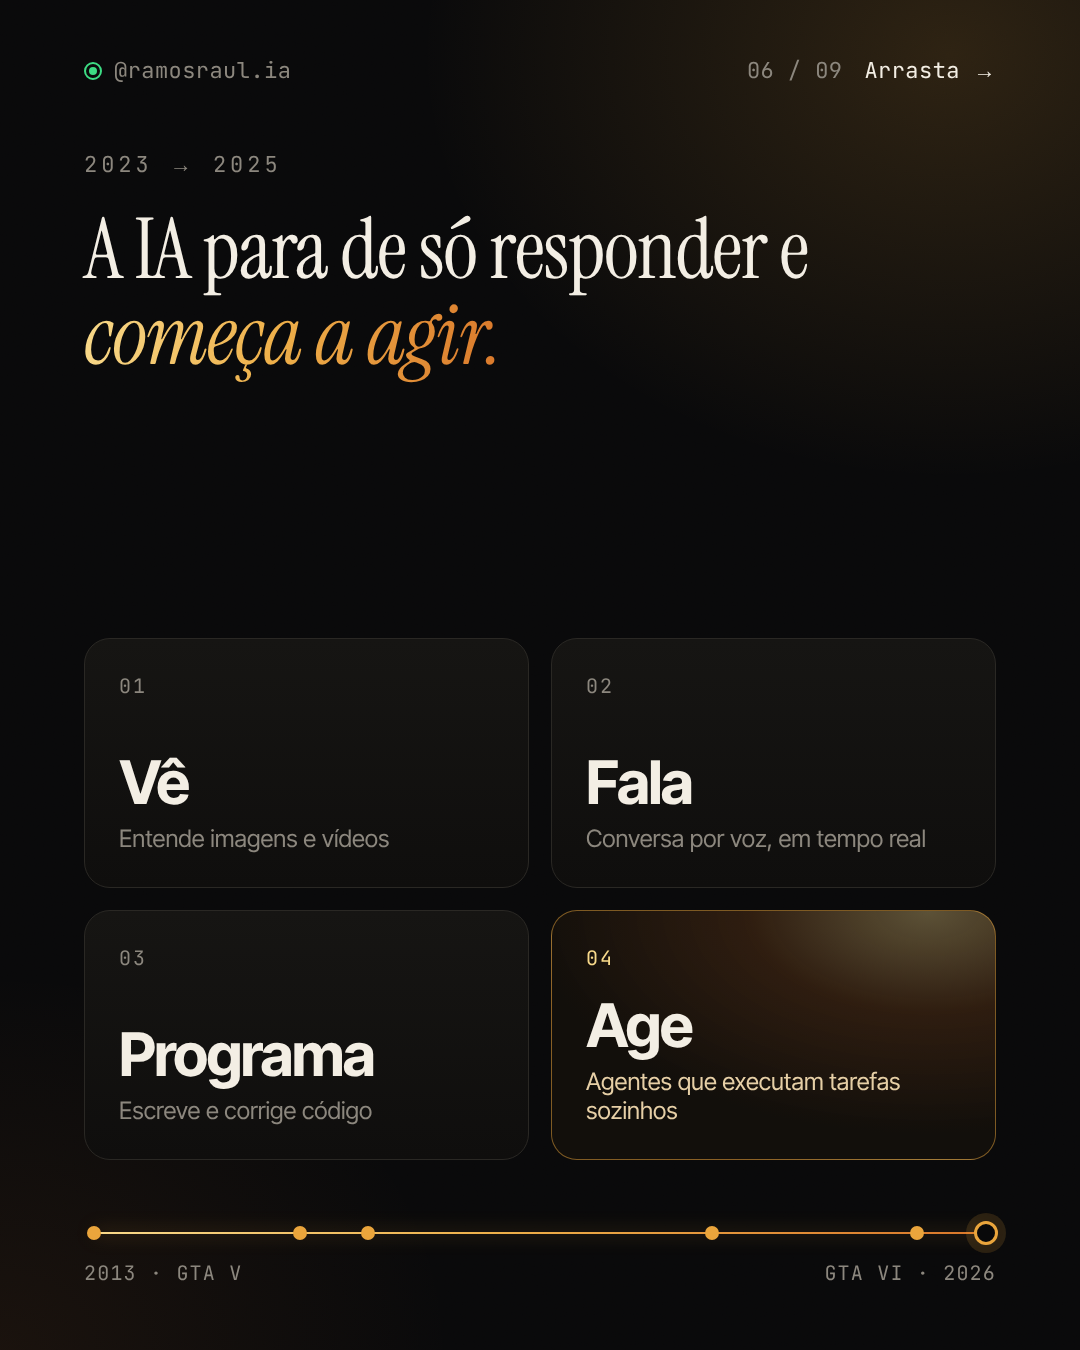 @ramosraul.ia
06 / 09 Arrasta →
2023 → 2025
A IA para de só responder e
começa a agir.
01
Vê
Entende imagens e vídeos
02
Fala
Conversa por voz, em tempo real
03
Programa
Escreve e corrige código
04
Age
Agentes que executam tarefas
sozinhos
2013 · GTA V
GTA VI · 2026